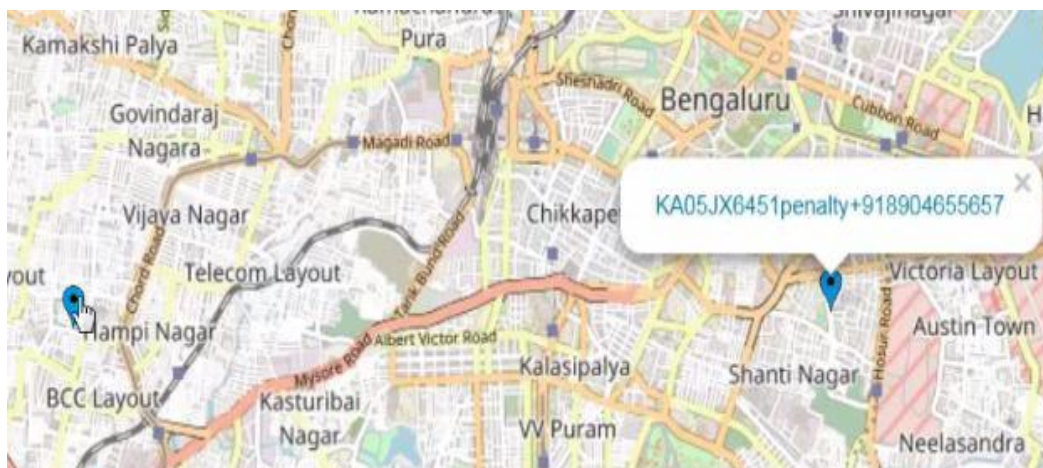 Kamakshi Palya
Pura
Shivajinagar
Sheshadri Road
Bengaluru
Cubbon Road
Govindaraj
Nagara
Magadi Road
KA05JX6451penalty+918904655657
×
Vijaya Nagar
Chikkape
Chord Road
Tank Bund Road
Telecom Layout
Victoria Layout
Hampi Nagar
Albert Victor Road
Mysore Road
Austin Town
Kalasipalya
Shanti Nagar
Hosur Road
BCC Layout
Kasturibai
Nagar
VV Puram
Neelasandra